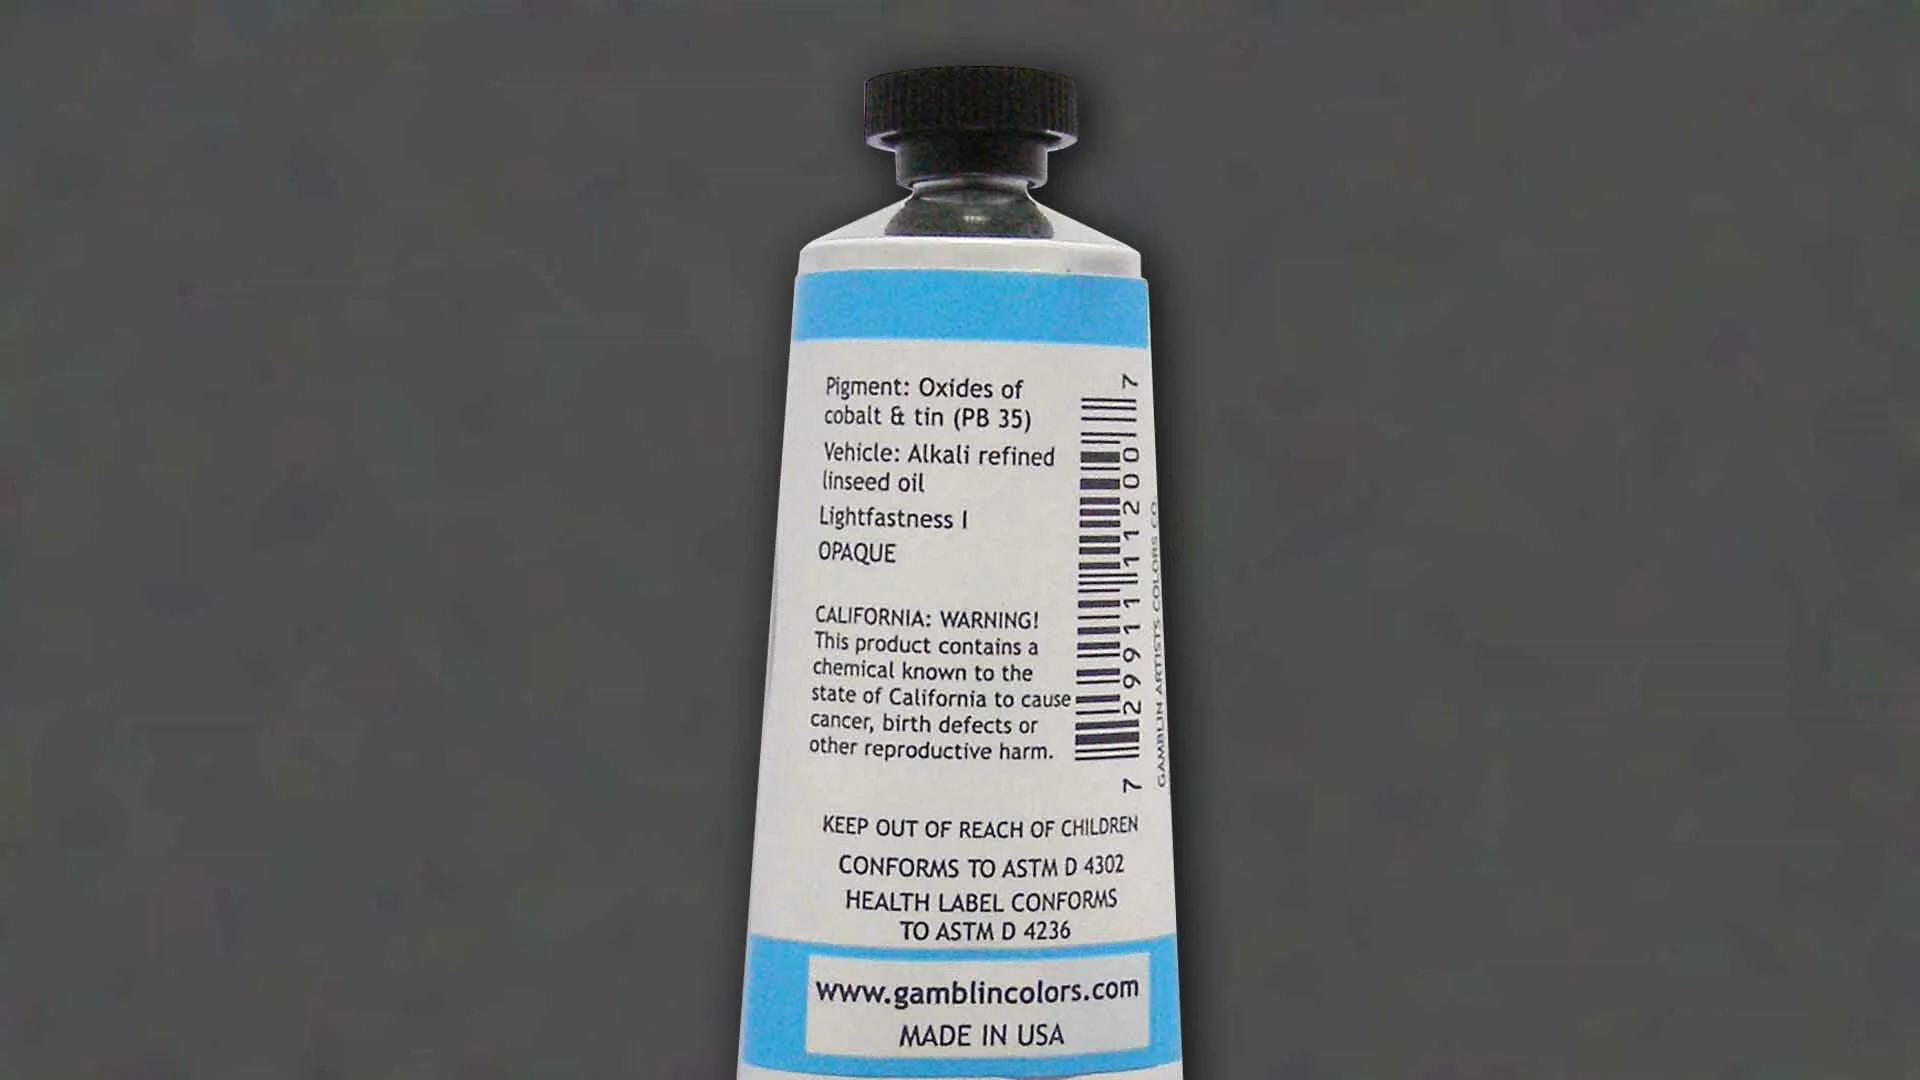 Pigment: Oxides of
cobalt & tin (PB 35)
Vehicle: Alkali refined
linseed oil
Lightfastness I
OPAQUE
CALIFORNIA: WARNING!
This product contains a
chemical known to the
state of California to cause
cancer, birth defects or
other reproductive harm.
7 29911 11200 7
GAMBLIN ARTISTS COLORS CO.
KEEP OUT OF REACH OF CHILDREN
CONFORMS TO ASTM D 4302
HEALTH LABEL CONFORMS
TO ASTM D 4236
www.gamblincolors.com
MADE IN USA